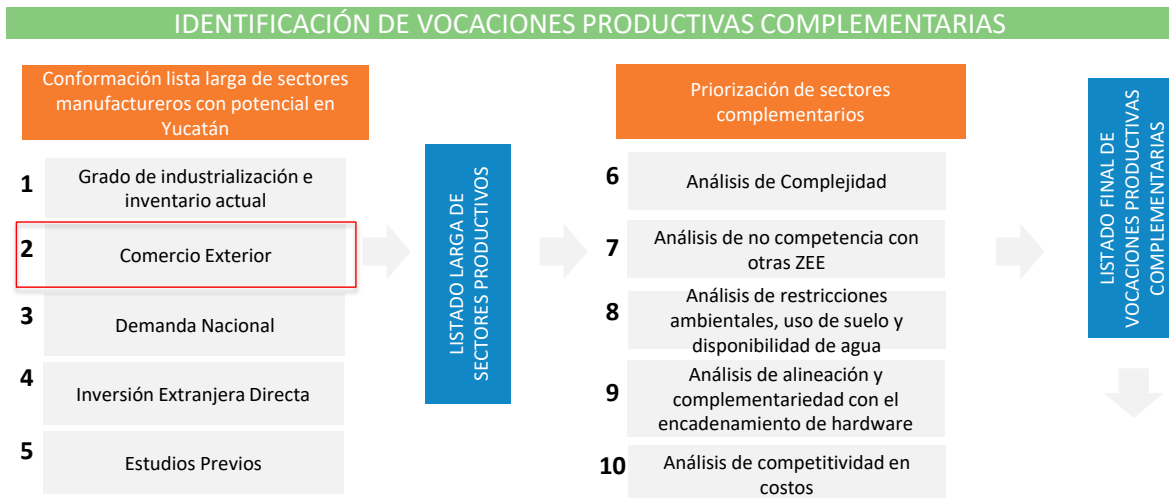 IDENTIFICACIÓN DE VOCACIONES PRODUCTIVAS COMPLEMENTARIAS
Conformación lista larga de sectores
manufactureros con potencial en
Yucatán
1
Grado de industrialización e
inventario actual
2
Comercio Exterior
3
Demanda Nacional
4
Inversión Extranjera Directa
5
Estudios Previos
LISTADO LARGA DE
SECTORES PRODUCTIVOS
Priorización de sectores
complementarios
6
Análisis de Complejidad
7
Análisis de no competencia con
otras ZEE
8
Análisis de restricciones
ambientales, uso de suelo y
disponibilidad de agua
9
Análisis de alineación y
complementariedad con el
encadenamiento de hardware
10
Análisis de competitividad en
costos
LISTADO FINAL DE
VOCACIONES PRODUCTIVAS
COMPLEMENTARIAS